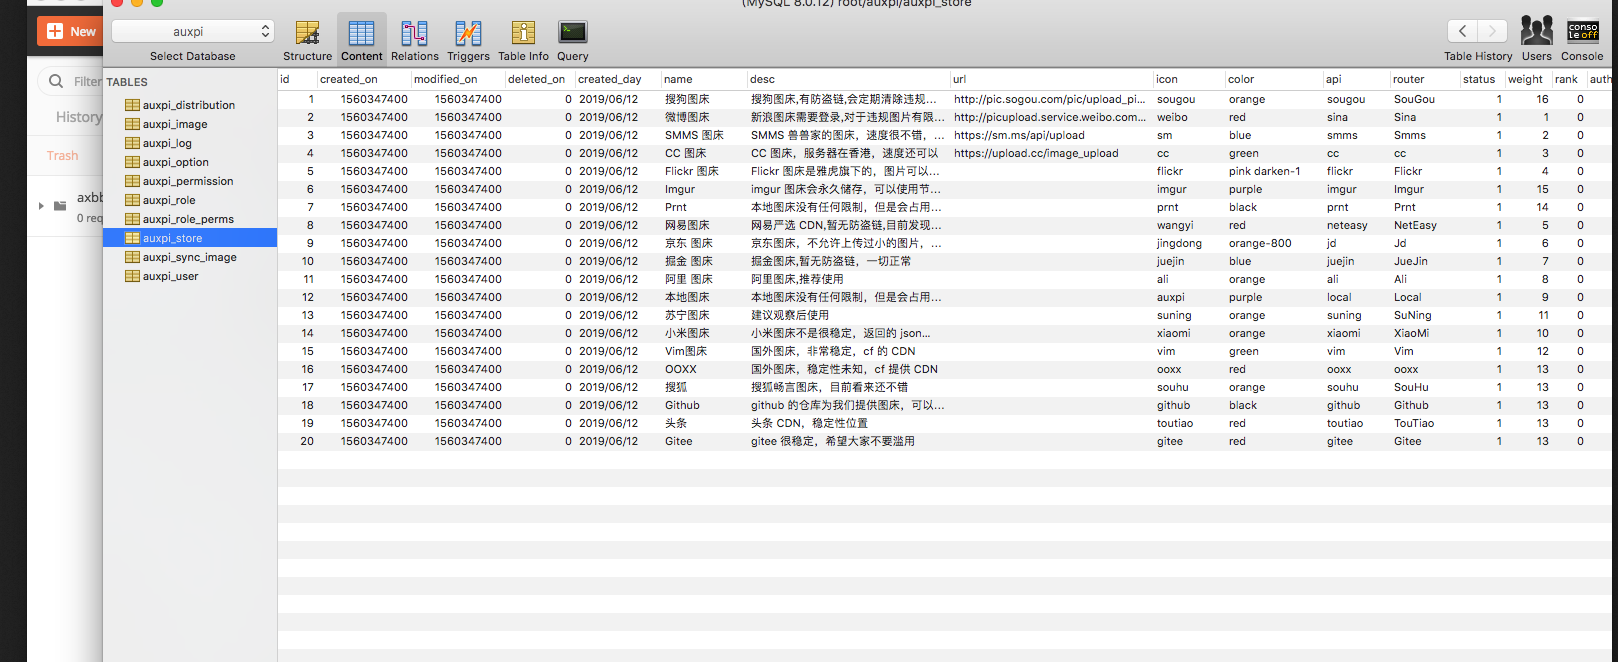 (MySQL 8.0.12) root/auxpi/auxpi_store
New
auxpi
Select Database
Structure Content Relations Triggers Table Info Query
Table History Users Console
conso
le off
Filter
History
Trash
axbb
0 req
TABLES
auxpi_distribution
auxpi_image
auxpi_log
auxpi_option
auxpi_permission
auxpi_role
auxpi_role_perms
auxpi_store
auxpi_sync_image
auxpi_user
id created_on modified_on deleted_on created_day name desc url icon color api router status weight rank auth
1 1560347400 1560347400 0 2019/06/12 搜狗图床 搜狗图床,有防盗链,会定期清除违规... http://pic.sogou.com/pic/upload_pi... sougou orange sougou SouGou 1 16 0
2 1560347400 1560347400 0 2019/06/12 微博图床 新浪图床需要登录,对于违规图片有限... http://picupload.service.weibo.com... weibo red sina Sina 1 1 0
3 1560347400 1560347400 0 2019/06/12 SMMS 图床 SMMS 兽兽家的图床，速度很不错，... https://sm.ms/api/upload sm blue smms Smms 1 2 0
4 1560347400 1560347400 0 2019/06/12 CC 图床 CC 图床，服务器在香港，速度还可以 https://upload.cc/image_upload cc green cc cc 1 3 0
5 1560347400 1560347400 0 2019/06/12 Flickr 图床 Flickr 图床是雅虎旗下的，图片可以... flickr pink darken-1 flickr Flickr 1 4 0
6 1560347400 1560347400 0 2019/06/12 Imgur imgur 图床会永久储存，可以使用节... imgur purple imgur Imgur 1 15 0
7 1560347400 1560347400 0 2019/06/12 Prnt 本地图床没有任何限制，但是会占用... prnt black prnt Prnt 1 14 0
8 1560347400 1560347400 0 2019/06/12 网易图床 网易严选 CDN,暂无防盗链,目前发现... wangyi red neteasy NetEasy 1 5 0
9 1560347400 1560347400 0 2019/06/12 京东 图床 京东图床，不允许上传过小的图片，... jingdong orange-800 jd Jd 1 6 0
10 1560347400 1560347400 0 2019/06/12 掘金 图床 掘金图床,暂无防盗链，一切正常 juejin blue juejin JueJin 1 7 0
11 1560347400 1560347400 0 2019/06/12 阿里 图床 阿里图床,推荐使用 ali orange ali Ali 1 8 0
12 1560347400 1560347400 0 2019/06/12 本地图床 本地图床没有任何限制，但是会占用... auxpi purple local Local 1 9 0
13 1560347400 1560347400 0 2019/06/12 苏宁图床 建议观察后使用 suning orange suning SuNing 1 11 0
14 1560347400 1560347400 0 2019/06/12 小米图床 小米图床不是很稳定，返回的 json... xiaomi orange xiaomi XiaoMi 1 10 0
15 1560347400 1560347400 0 2019/06/12 Vim图床 国外图床，非常稳定，cf 的 CDN vim green vim Vim 1 12 0
16 1560347400 1560347400 0 2019/06/12 OOXX 国外图床，稳定性未知，cf 提供 CDN ooxx red ooxx ooxx 1 13 0
17 1560347400 1560347400 0 2019/06/12 搜狐 搜狐畅言图床，目前看来还不错 souhu orange souhu SouHu 1 13 0
18 1560347400 1560347400 0 2019/06/12 Github github 的仓库为我们提供图床，可以... github black github Github 1 13 0
19 1560347400 1560347400 0 2019/06/12 头条 头条 CDN，稳定性位置 toutiao red toutiao TouTiao 1 13 0
20 1560347400 1560347400 0 2019/06/12 Gitee gitee 很稳定，希望大家不要滥用 gitee red gitee Gitee 1 13 0